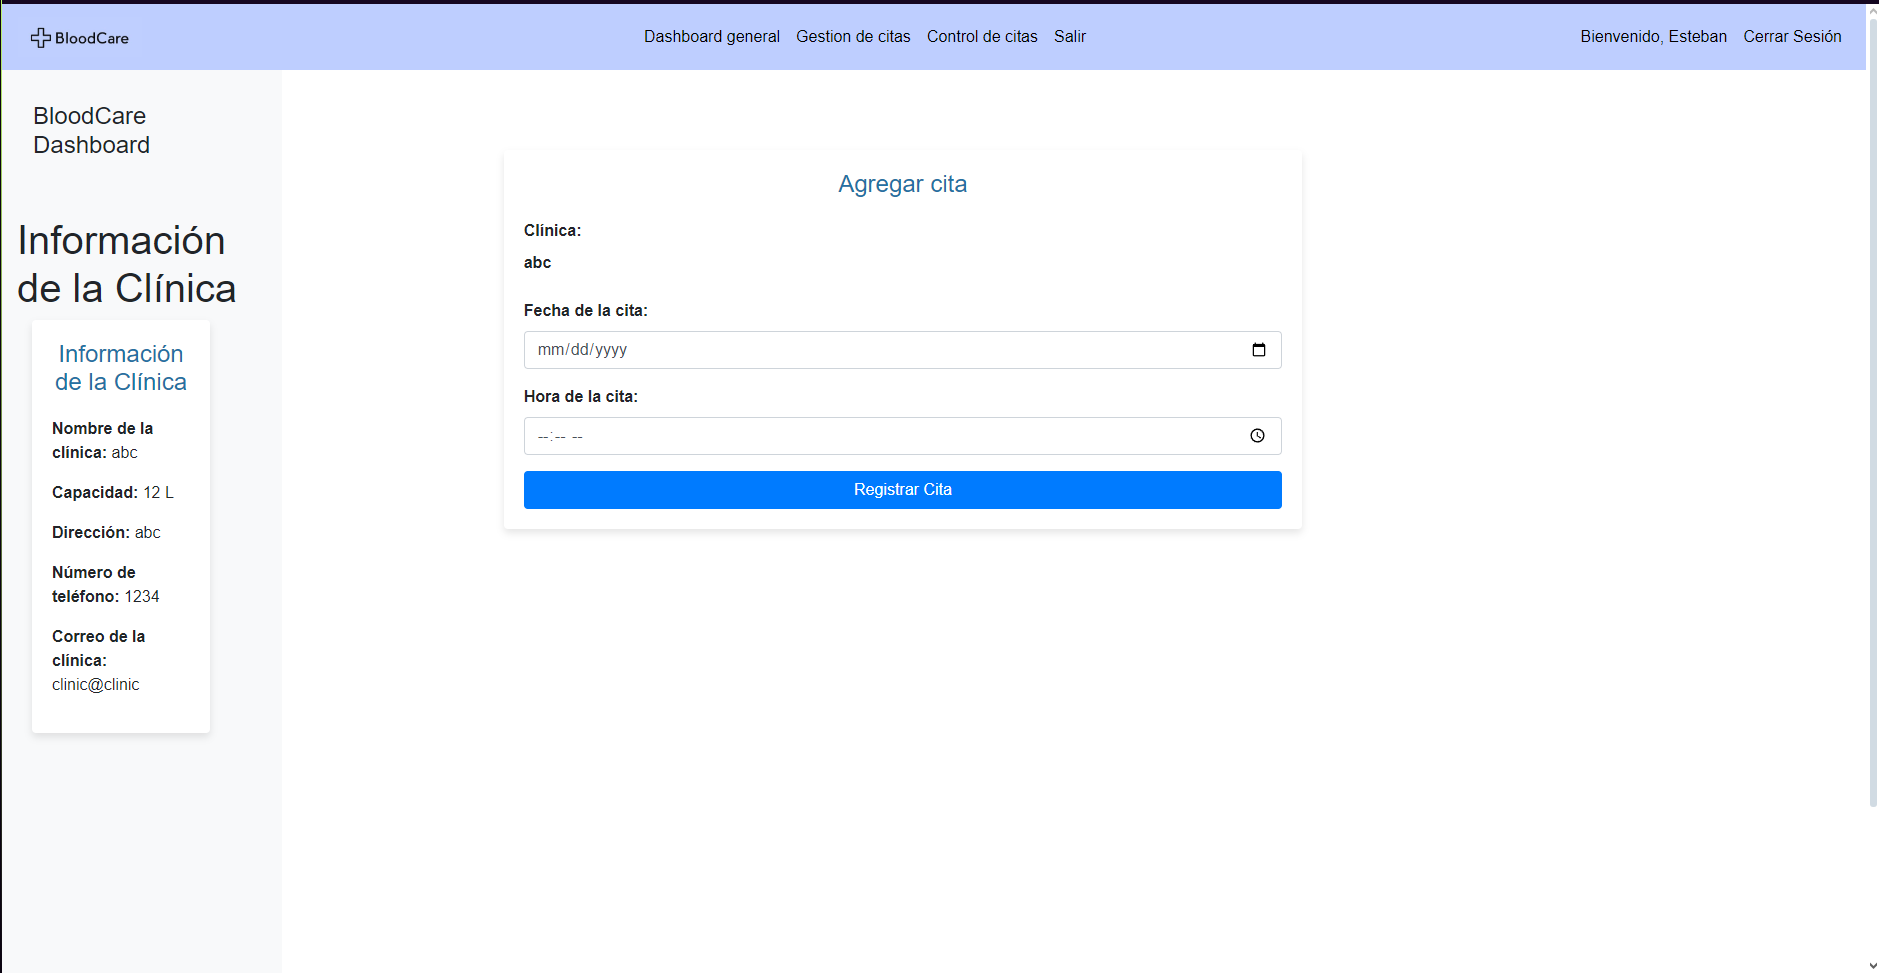 BloodCare
Dashboard general Gestion de citas Control de citas Salir
Bienvenido, Esteban Cerrar Sesión
BloodCare
Dashboard
Información
de la Clínica
Información
de la Clínica
Nombre de la
clínica: abc
Capacidad: 12 L
Dirección: abc
Número de
teléfono: 1234
Correo de la
clínica:
clinic@clinic
Agregar cita
Clínica:
abc
Fecha de la cita:
mm/dd/yyyy
Hora de la cita:
--:-- --
Registrar Cita